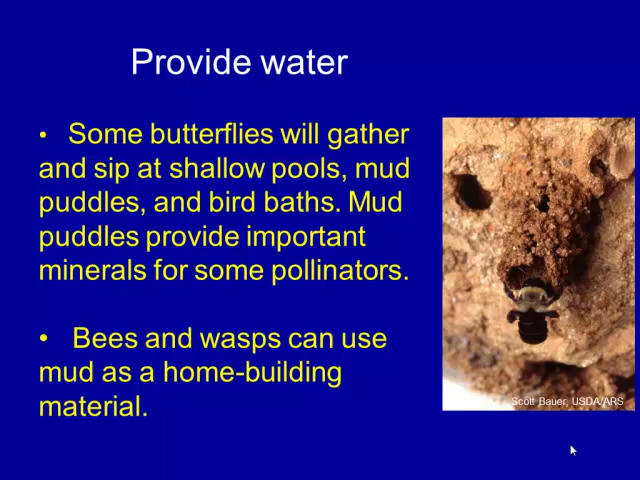 Provide water
• Some butterflies will gather
and sip at shallow pools, mud
puddles, and bird baths. Mud
puddles provide important
minerals for some pollinators.
• Bees and wasps can use
mud as a home-building
material.
Scott Bauer, USDA/ARS